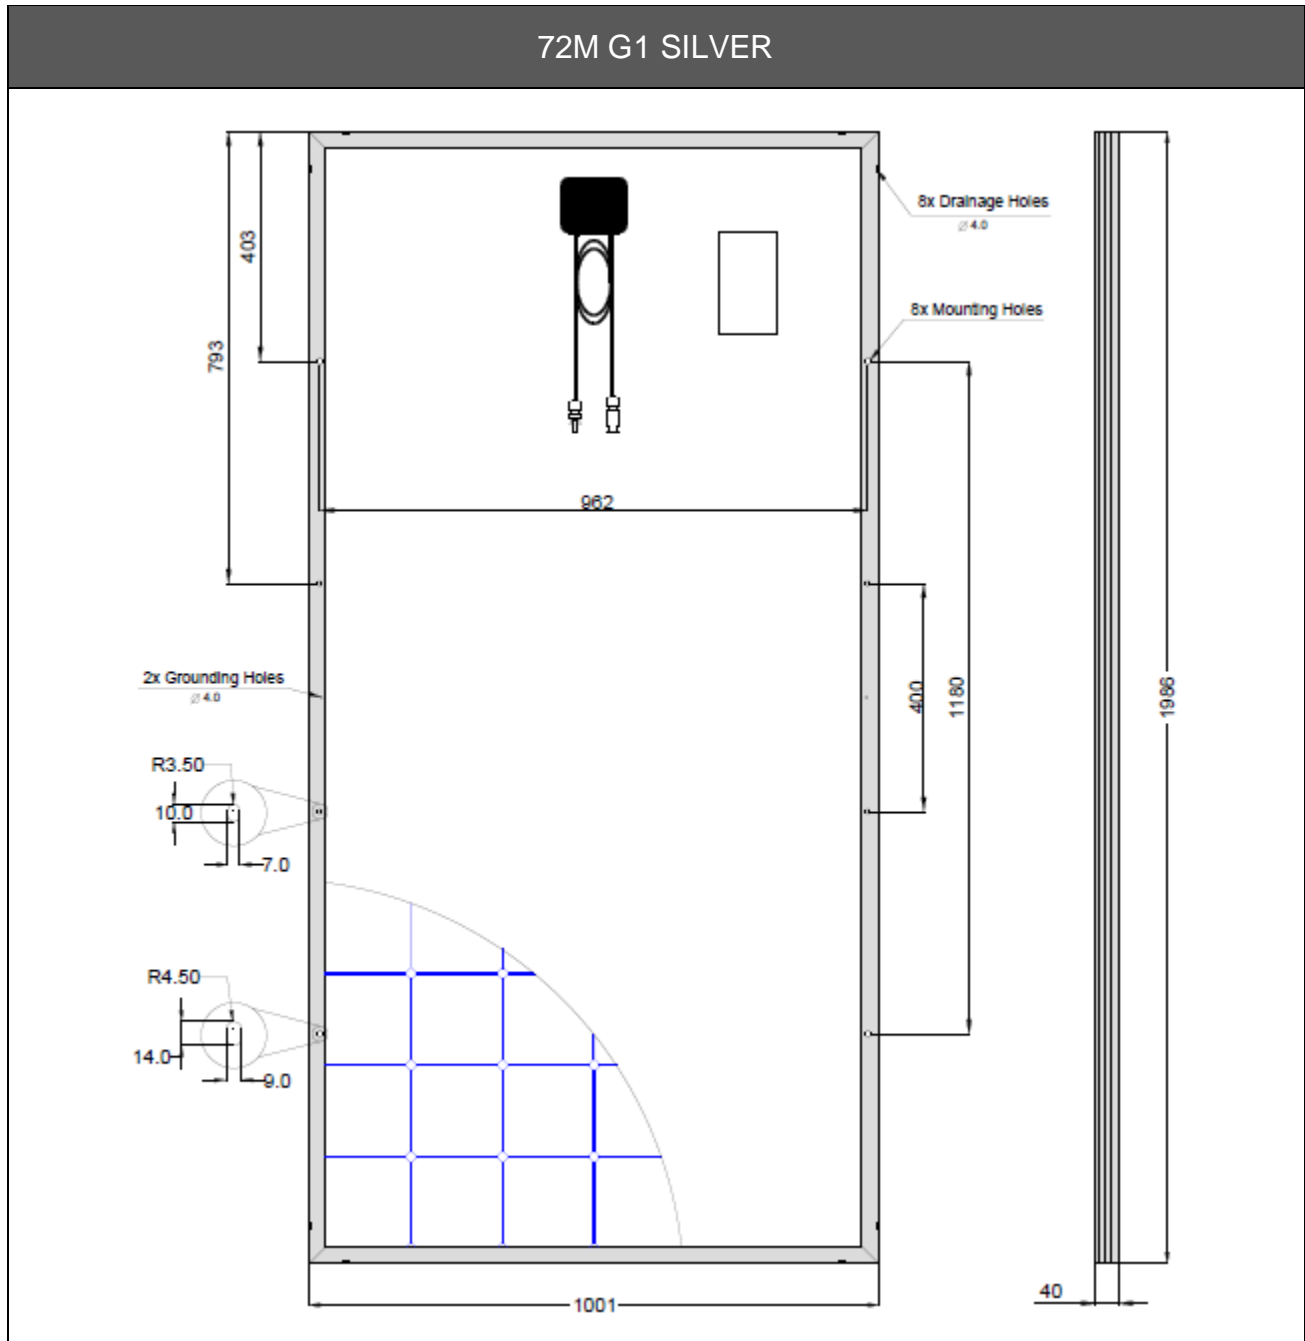 72M G1 SILVER
8x Drainage Holes
∅ 4.0
403
8x Mounting Holes
793
962
2x Grounding Holes
∅ 4.0
400
1180
1986
R3.50
10.0
7.0
R4.50
14.0
9.0
40
1001